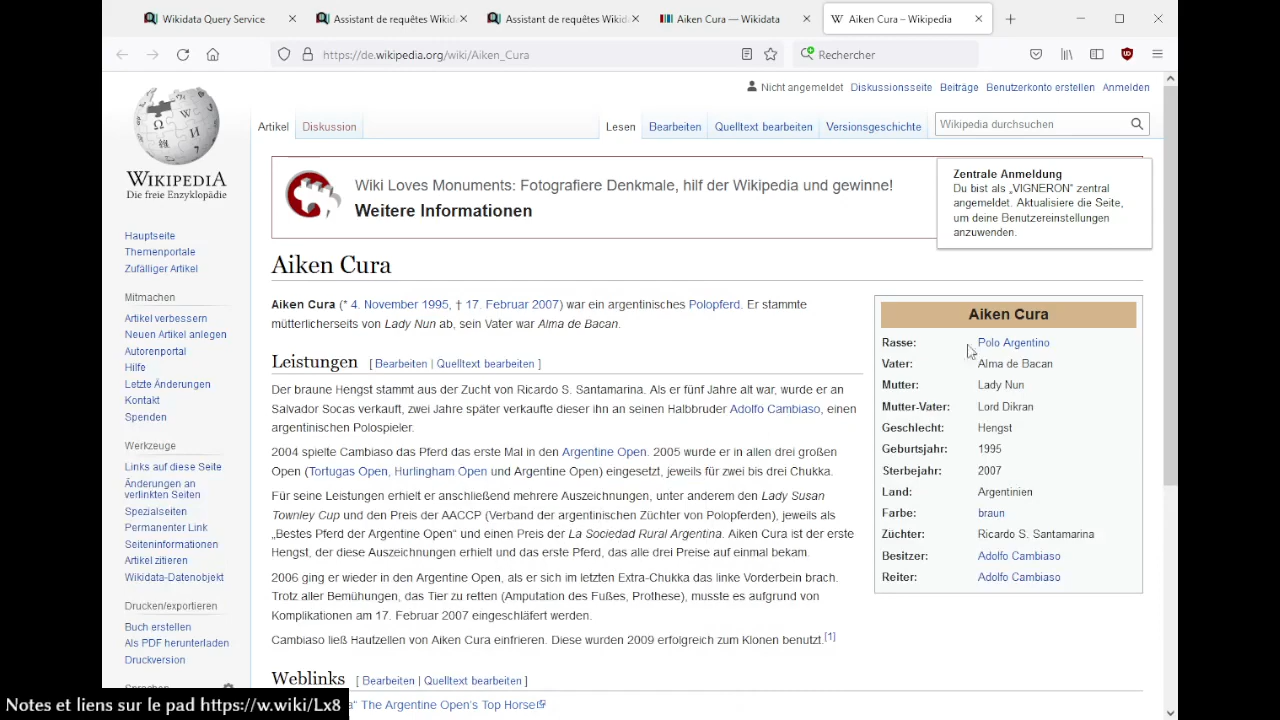 Wikidata Query Service
Assistant de requêtes Wikid
Assistant de requêtes Wikid
Aiken Cura — Wikidata
Aiken Cura – Wikipedia
https://de.wikipedia.org/wiki/Aiken_Cura
Rechercher
Nicht angemeldet Diskussionsseite Beiträge Benutzerkonto erstellen Anmelden
Artikel Diskussion Lesen Bearbeiten Quelltext bearbeiten Versionsgeschichte Wikipedia durchsuchen
WIKIPEDIA
Die freie Enzyklopädie
Hauptseite
Themenportale
Zufälliger Artikel
Mitmachen
Artikel verbessern
Neuen Artikel anlegen
Autorenportal
Hilfe
Letzte Änderungen
Kontakt
Spenden
Werkzeuge
Links auf diese Seite
Änderungen an
verlinkten Seiten
Spezialseiten
Permanenter Link
Seiteninformationen
Artikel zitieren
Wikidata-Datenobjekt
Drucken/exportieren
Buch erstellen
Als PDF herunterladen
Druckversion
Wiki Loves Monuments: Fotografiere Denkmale, hilf der Wikipedia und gewinne!
Weitere Informationen
Zentrale Anmeldung
Du bist als „VIGNERON" zentral
angemeldet. Aktualisiere die Seite,
um deine Benutzereinstellungen
anzuwenden.
Aiken Cura
Aiken Cura (* 4. November 1995, † 17. Februar 2007) war ein argentinisches Polopferd. Er stammte
mütterlicherseits von Lady Nun ab, sein Vater war Alma de Bacan.
Leistungen [ Bearbeiten | Quelltext bearbeiten ]
Der braune Hengst stammt aus der Zucht von Ricardo S. Santamarina. Als er fünf Jahre alt war, wurde er an
Salvador Socas verkauft, zwei Jahre später verkaufte dieser ihn an seinen Halbbruder Adolfo Cambiaso, einen
argentinischen Polospieler.
2004 spielte Cambiaso das Pferd das erste Mal in den Argentine Open. 2005 wurde er in allen drei großen
Open (Tortugas Open, Hurlingham Open und Argentine Open) eingesetzt, jeweils für zwei bis drei Chukka.
Für seine Leistungen erhielt er anschließend mehrere Auszeichnungen, unter anderem den Lady Susan
Townley Cup und den Preis der AACCP (Verband der argentinischen Züchter von Polopferden), jeweils als
„Bestes Pferd der Argentine Open" und einen Preis der La Sociedad Rural Argentina. Aiken Cura ist der erste
Hengst, der diese Auszeichnungen erhielt und das erste Pferd, das alle drei Preise auf einmal bekam.
2006 ging er wieder in den Argentine Open, als er sich im letzten Extra-Chukka das linke Vorderbein brach.
Trotz aller Bemühungen, das Tier zu retten (Amputation des Fußes, Prothese), musste es aufgrund von
Komplikationen am 17. Februar 2007 eingeschläfert werden.
Cambiaso ließ Hautzellen von Aiken Cura einfrieren. Diese wurden 2009 erfolgreich zum Klonen benutzt.[1]
Weblinks [ Bearbeiten | Quelltext bearbeiten ]
a" The Argentine Open's Top Horse
Aiken Cura
Rasse: Polo Argentino
Vater: Alma de Bacan
Mutter: Lady Nun
Mutter-Vater: Lord Dikran
Geschlecht: Hengst
Geburtsjahr: 1995
Sterbejahr: 2007
Land: Argentinien
Farbe: braun
Züchter: Ricardo S. Santamarina
Besitzer: Adolfo Cambiaso
Reiter: Adolfo Cambiaso
Notes et liens sur le pad https://w.wiki/Lx8